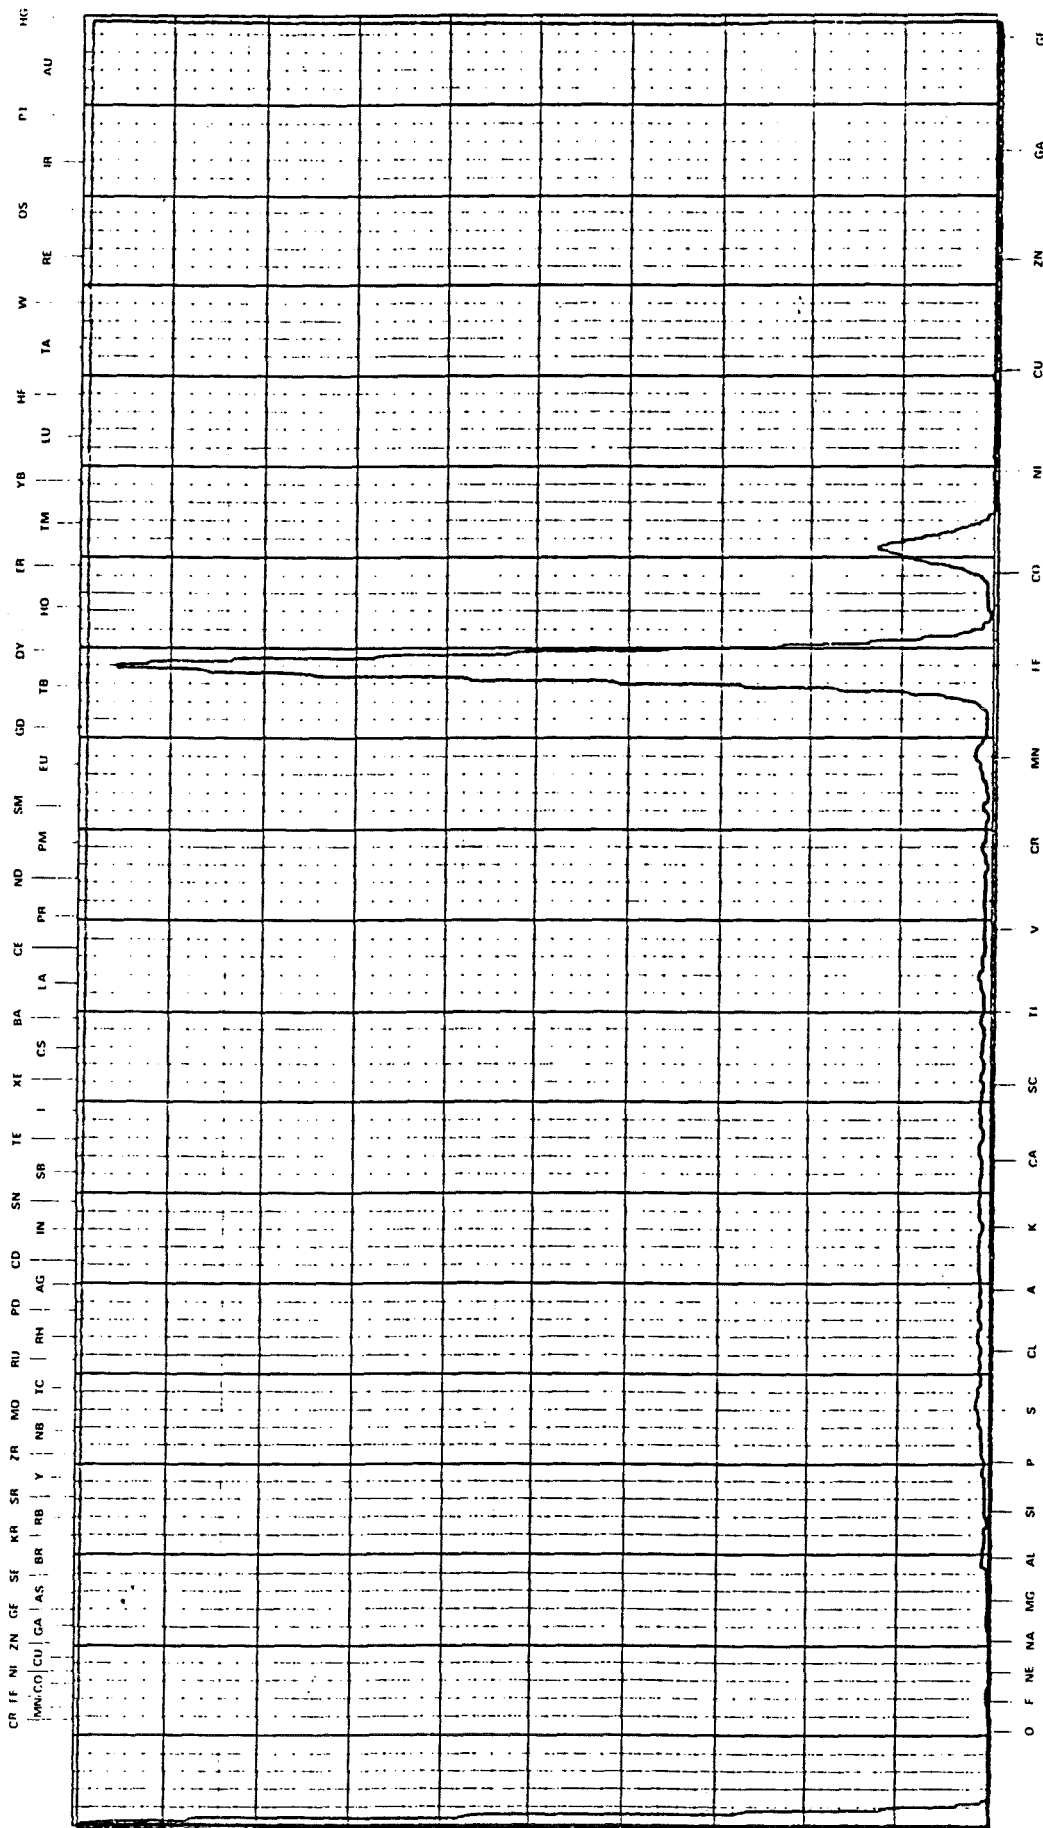 CR FE NI ZN GE SE KR SR ZR MO RU PD CD SN TE XE BA CE ND SM GD DY ER YB HF W OS PT HG
MN CO CU GA AS BR RB Y NB TC RH AG IN SB I CS LA PR PM EU TB HO TM LU TA RE IR AU
O F NE NA MG AL SI P S CL A K CA SC TI V CR MN FE CO NI CU ZN GA GE